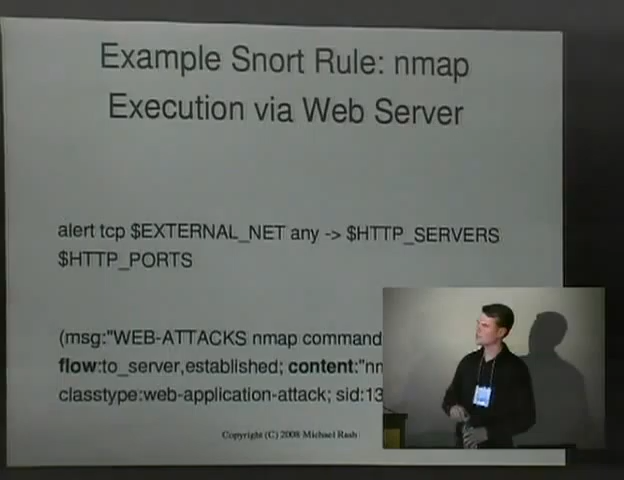 Example Snort Rule: nmap
Execution via Web Server
alert tcp $EXTERNAL_NET any -> $HTTP_SERVERS
$HTTP_PORTS
(msg:"WEB-ATTACKS nmap command
flow:to_server,established; content:"nm
classtype:web-application-attack; sid:13
Copyright (C) 2008 Michael Rash